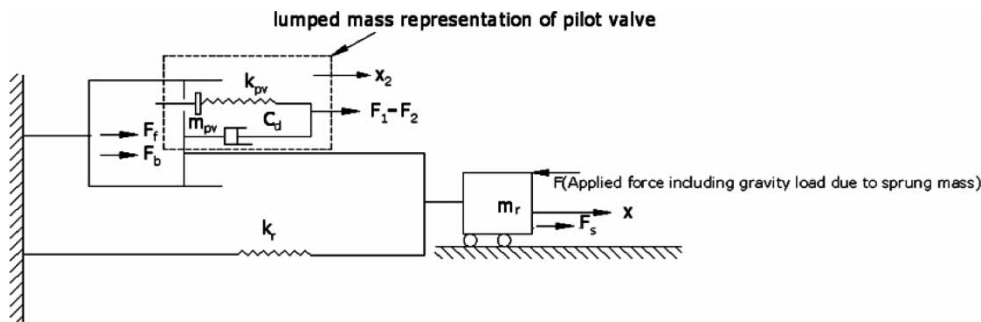 lumped mass representation of pilot valve
x2
kpv
F1-F2
mpv
Cd
Ff
Fb
F(Applied force including gravity load due to sprung mass)
mr
x
Fs
kr